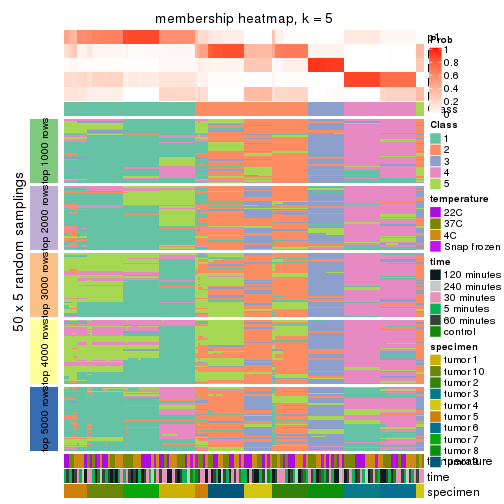 membership heatmap, k = 5
50 x 5 random samplings
top 1000 rows
top 2000 rows
top 3000 rows
top 4000 rows
top 5000 rows
p1
Prob
1
0.8
0.6
0.4
0.2
0
Class
1
2
3
4
5
temperature
22C
37C
4C
Snap frozen
time
120 minutes
240 minutes
30 minutes
5 minutes
60 minutes
control
specimen
tumor 1
tumor 10
tumor 2
tumor 3
tumor 4
tumor 5
tumor 6
tumor 7
tumor 8
temperature
time
specimen